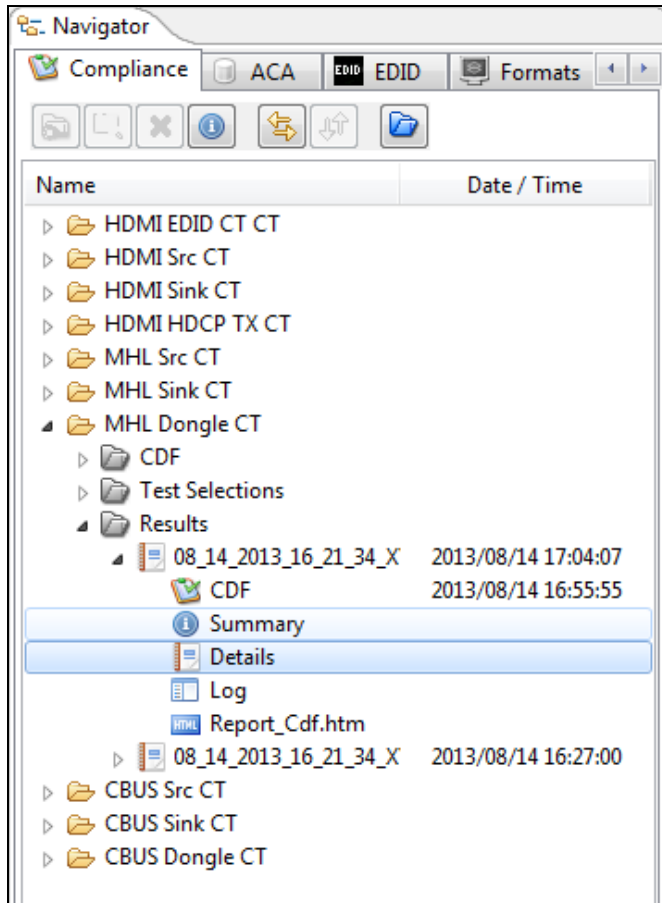 Navigator
Compliance ACA EDID EDID Formats
Name Date / Time
HDMI EDID CT CT
HDMI Src CT
HDMI Sink CT
HDMI HDCP TX CT
MHL Src CT
MHL Sink CT
MHL Dongle CT
CDF
Test Selections
Results
08_14_2013_16_21_34_X 2013/08/14 17:04:07
CDF 2013/08/14 16:55:55
Summary
Details
Log
HTML Report_Cdf.htm
08_14_2013_16_21_34_X 2013/08/14 16:27:00
CBUS Src CT
CBUS Sink CT
CBUS Dongle CT